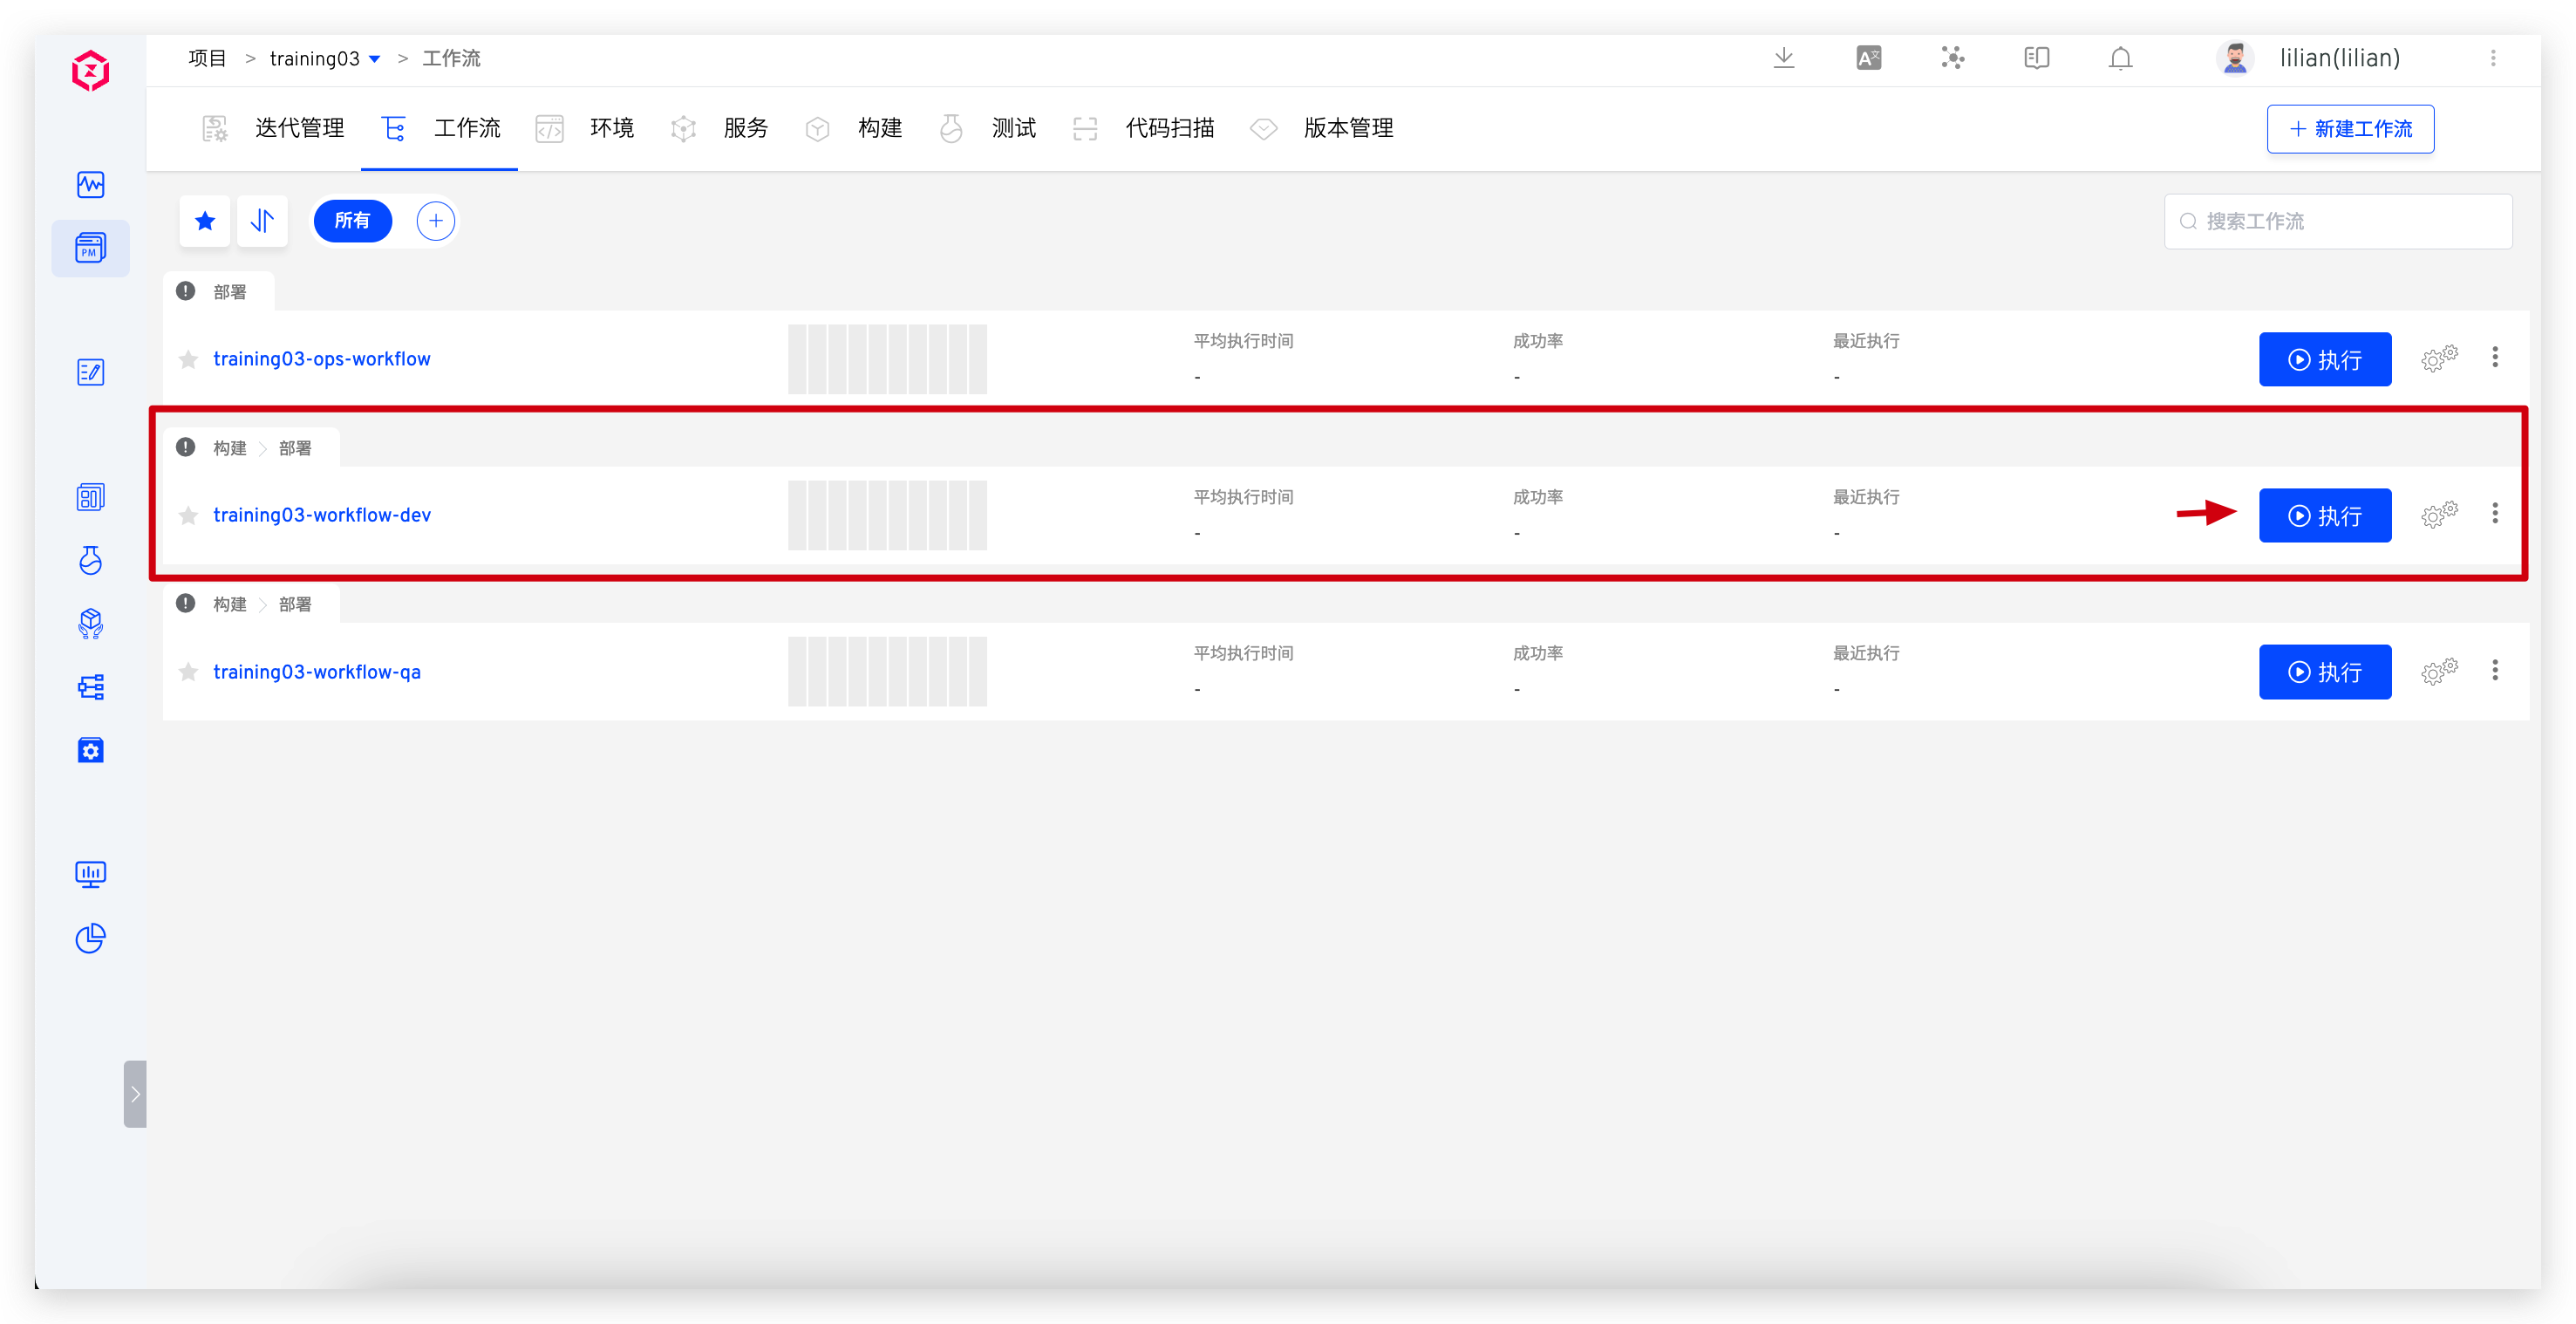 项目 > training03 > 工作流
lilian(lilian)
迭代管理 工作流 环境 服务 构建 测试 代码扫描 版本管理
+ 新建工作流
所有
搜索工作流
部署
training03-ops-workflow
平均执行时间 成功率 最近执行
- - -
执行
构建 > 部署
training03-workflow-dev
平均执行时间 成功率 最近执行
- - -
执行
构建 > 部署
training03-workflow-qa
平均执行时间 成功率 最近执行
- - -
执行
PM